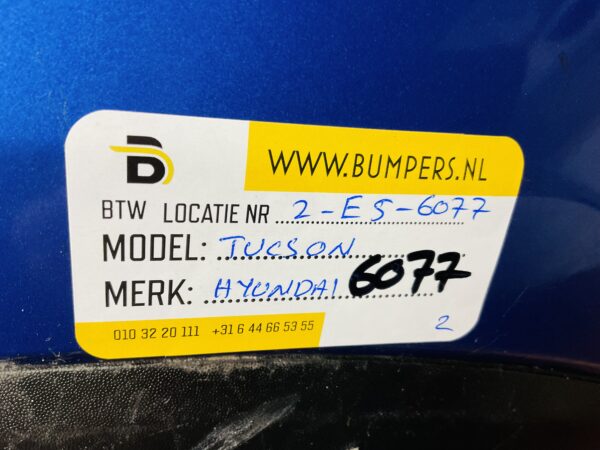 B
WWW.BUMPERS.NL
BTW LOCATIE NR 2-E5-6077
MODEL: TUCSON
MERK: HYUNDAI 6077
010 32 20 111 +31 6 44 66 53 55
2